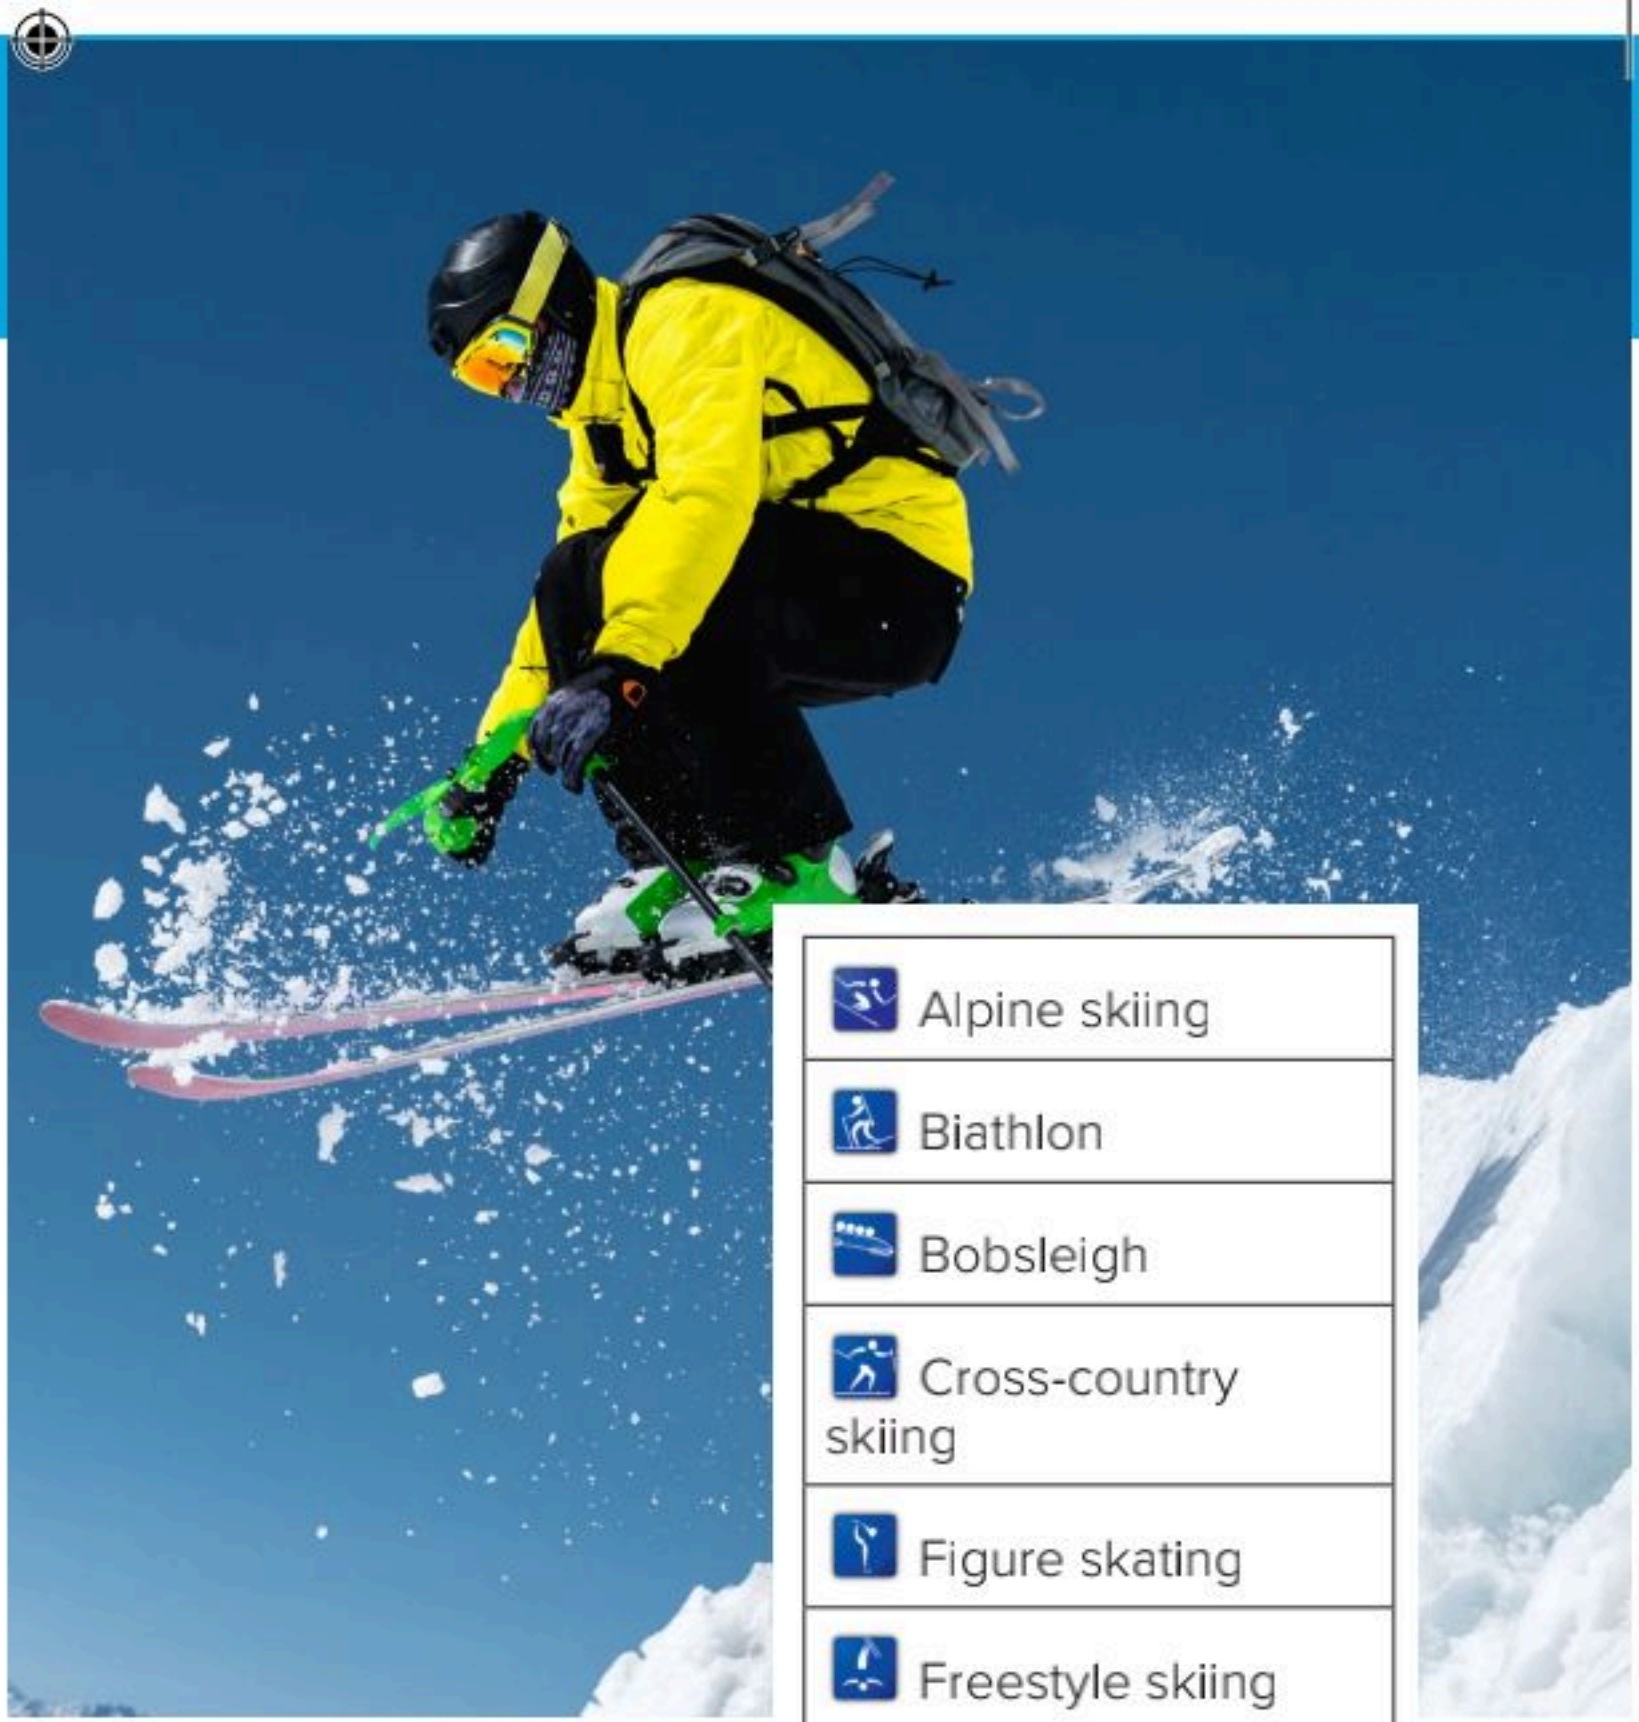 Alpine skiing
Biathlon
Bobsleigh
Cross-country
skiing
Figure skating
Freestyle skiing